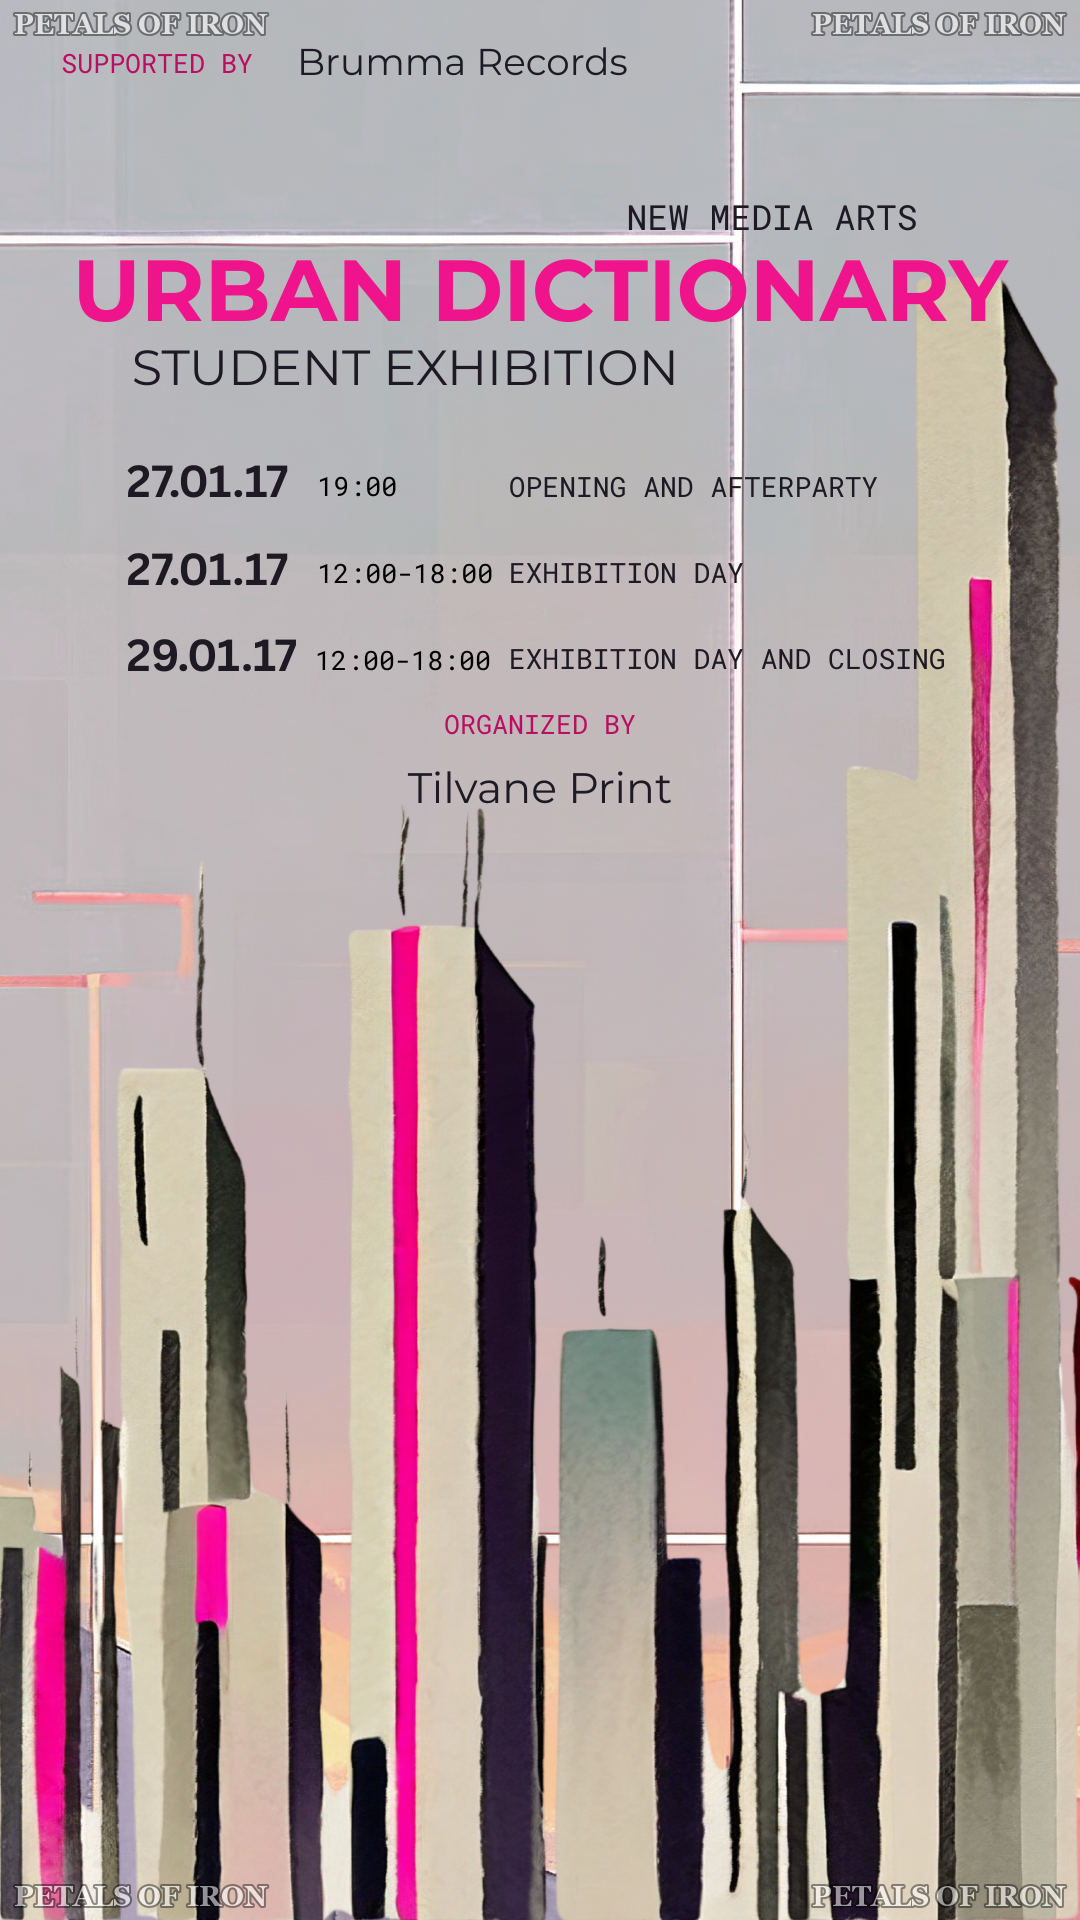 PETALS OF IRON PETALS OF IRON
SUPPORTED BY Brumma Records
NEW MEDIA ARTS
URBAN DICTIONARY
STUDENT EXHIBITION
27.01.17 19:00 OPENING AND AFTERPARTY
27.01.17 12:00-18:00 EXHIBITION DAY
29.01.17 12:00-18:00 EXHIBITION DAY AND CLOSING
ORGANIZED BY
Tilvane Print
PETALS OF IRON PETALS OF IRON